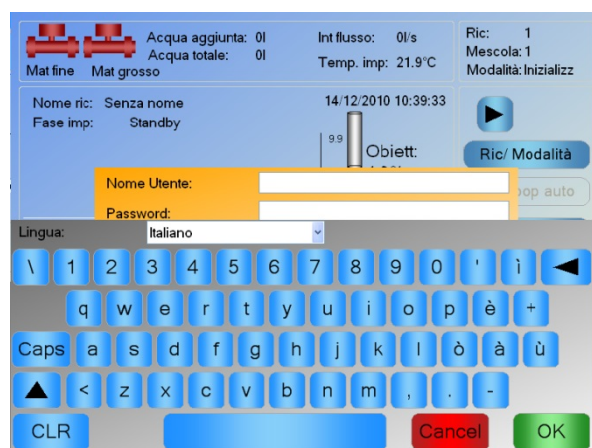 Acqua aggiunta: 0l
Acqua totale: 0l
Int flusso: 0l/s
Temp. imp: 21.9°C
Ric: 1
Mescola: 1
Modalità: Inizializz
Mat fine Mat grosso
Nome ric: Senza nome
Fase imp: Standby
14/12/2010 10:39:33
9.9
Obiett:
Ric/ Modalità
oop auto
Nome Utente:
Password:
Lingua: Italiano
\ 1 2 3 4 5 6 7 8 9 0 ' ì
q w e r t y u i o p è +
Caps a s d f g h j k l ò à ù
< z x c v b n m , . -
CLR Cancel OK